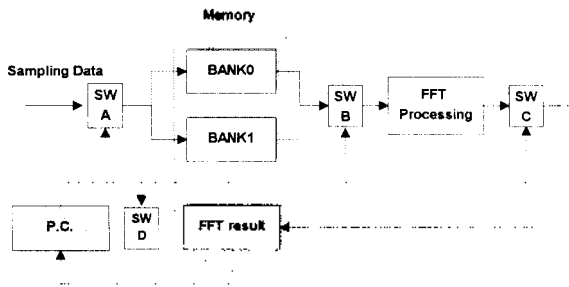 Memory
Sampling Data
SW
A
BANK0
BANK1
SW
B
FFT
Processing
SW
C
P.C.
SW
D
FFT result